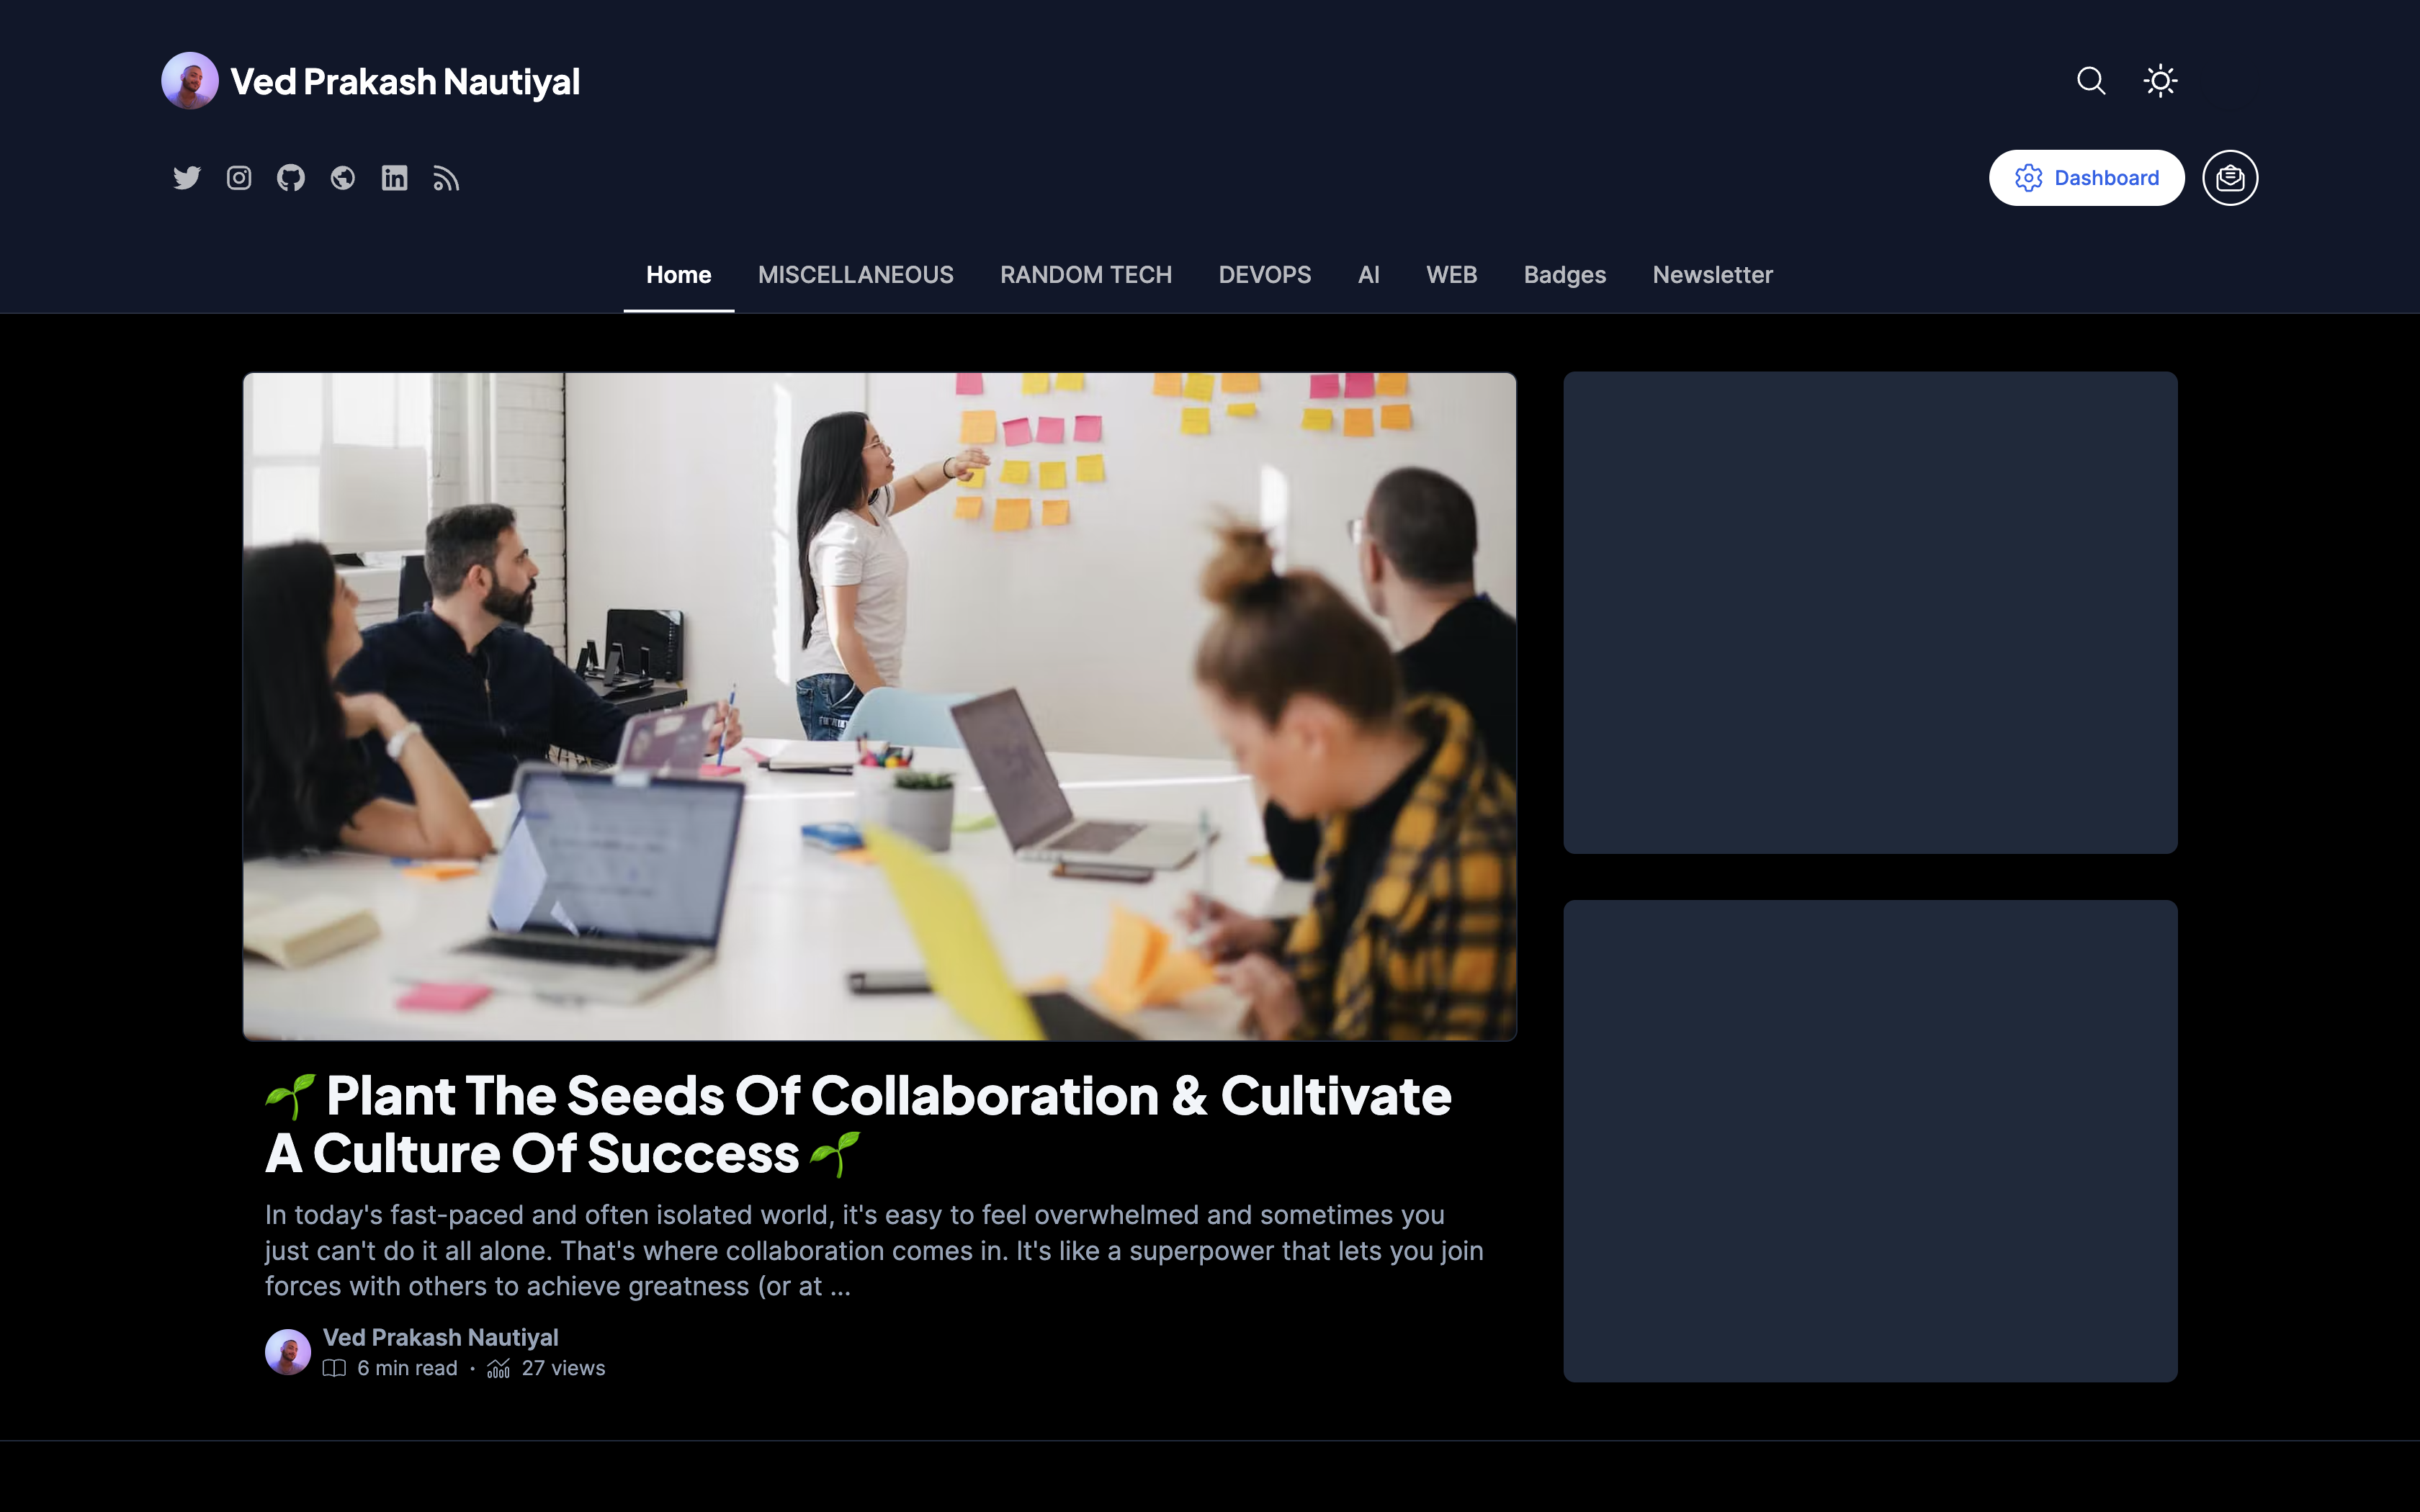 Ved Prakash Nautiyal
Dashboard
Home MISCELLANEOUS RANDOM TECH DEVOPS AI WEB Badges Newsletter
🌱 Plant The Seeds Of Collaboration & Cultivate
A Culture Of Success 🌱
In today's fast-paced and often isolated world, it's easy to feel overwhelmed and sometimes you
just can't do it all alone. That's where collaboration comes in. It's like a superpower that lets you join
forces with others to achieve greatness (or at ...
Ved Prakash Nautiyal
6 min read · 27 views